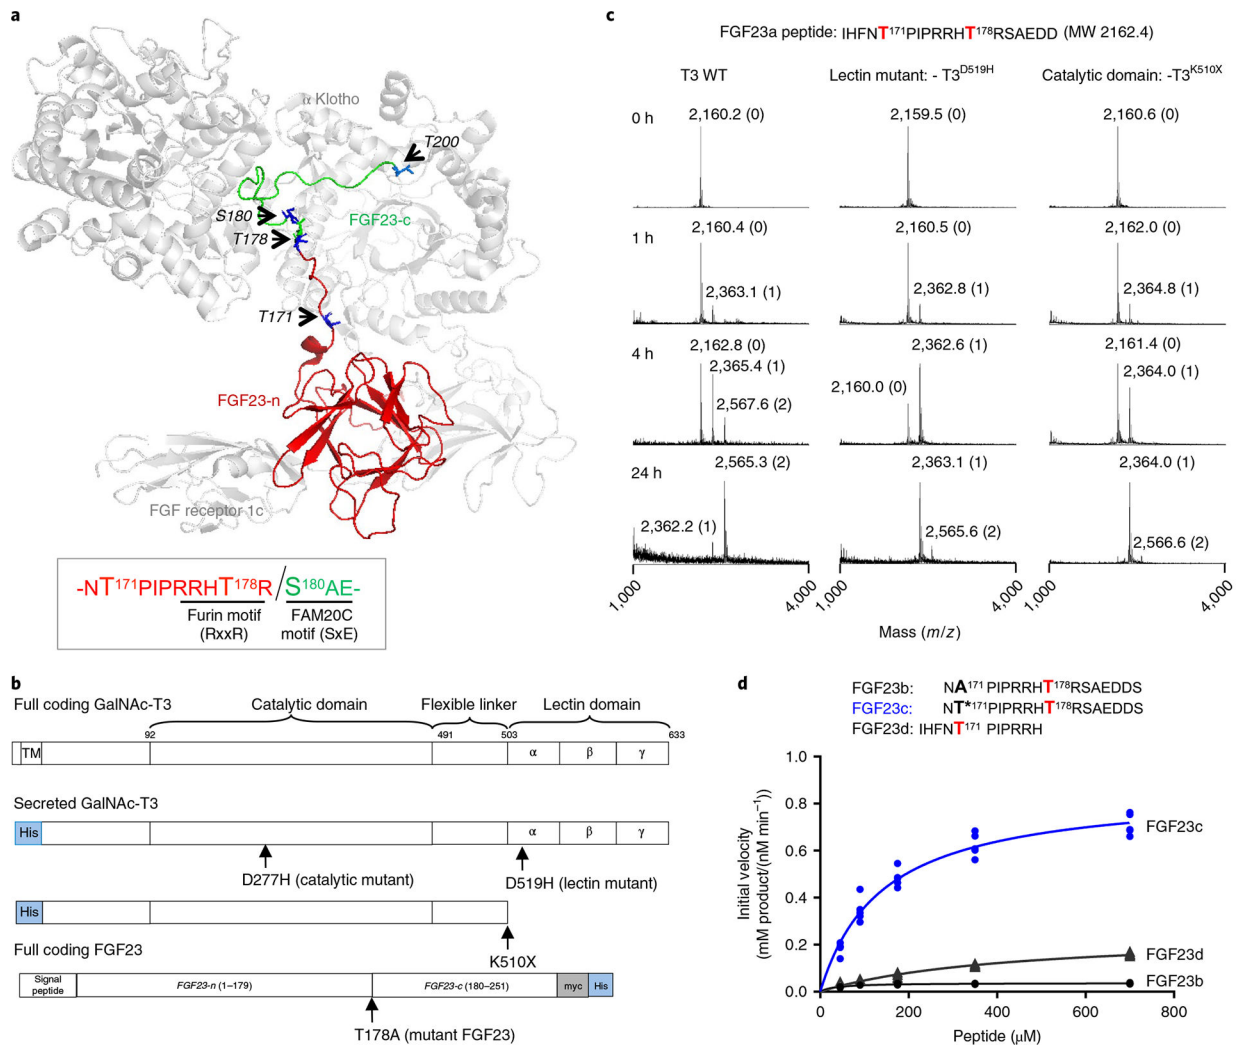 a
α Klotho
T200
S180
FGF23-c
T178
T171
FGF23-n
FGF receptor 1c
-NT171PIPRRHT178R/S180AE-
Furin motif
(RxxR)
FAM20C
motif (SxE)
b
Full coding GalNAc-T3
Catalytic domain
Flexible linker
Lectin domain
92
491
503
633
TM
α
β
γ
Secreted GalNAc-T3
His
α
β
γ
D277H (catalytic mutant)
D519H (lectin mutant)
His
K510X
Full coding FGF23
Signal
peptide
FGF23-n (1–179)
FGF23-c (180–251)
myc
His
T178A (mutant FGF23)
c
FGF23a peptide: IHFNT171PIPRRHT178RSAEDD (MW 2162.4)
T3 WT
Lectin mutant: - T3D519H
Catalytic domain: -T3K510X
0 h
2,160.2 (0)
2,159.5 (0)
2,160.6 (0)
1 h
2,160.4 (0)
2,363.1 (1)
2,160.5 (0)
2,362.8 (1)
2,162.0 (0)
2,364.8 (1)
4 h
2,162.8 (0)
2,365.4 (1)
2,567.6 (2)
2,362.6 (1)
2,160.0 (0)
2,161.4 (0)
2,364.0 (1)
24 h
2,565.3 (2)
2,362.2 (1)
2,363.1 (1)
2,565.6 (2)
2,364.0 (1)
2,566.6 (2)
1,000
4,000
1,000
4,000
1,000
4,000
Mass (m/z)
d
FGF23b: NA171PIPRRHT178RSAEDDS
FGF23c: NT*171PIPRRHT178RSAEDDS
FGF23d: IHFNT171 PIPRRH
Initial velocity
(mM product/(nM min−1))
1.0
0.8
0.6
0.4
0.2
0.0
0
200
400
600
800
Peptide (μM)
FGF23c
FGF23d
FGF23b